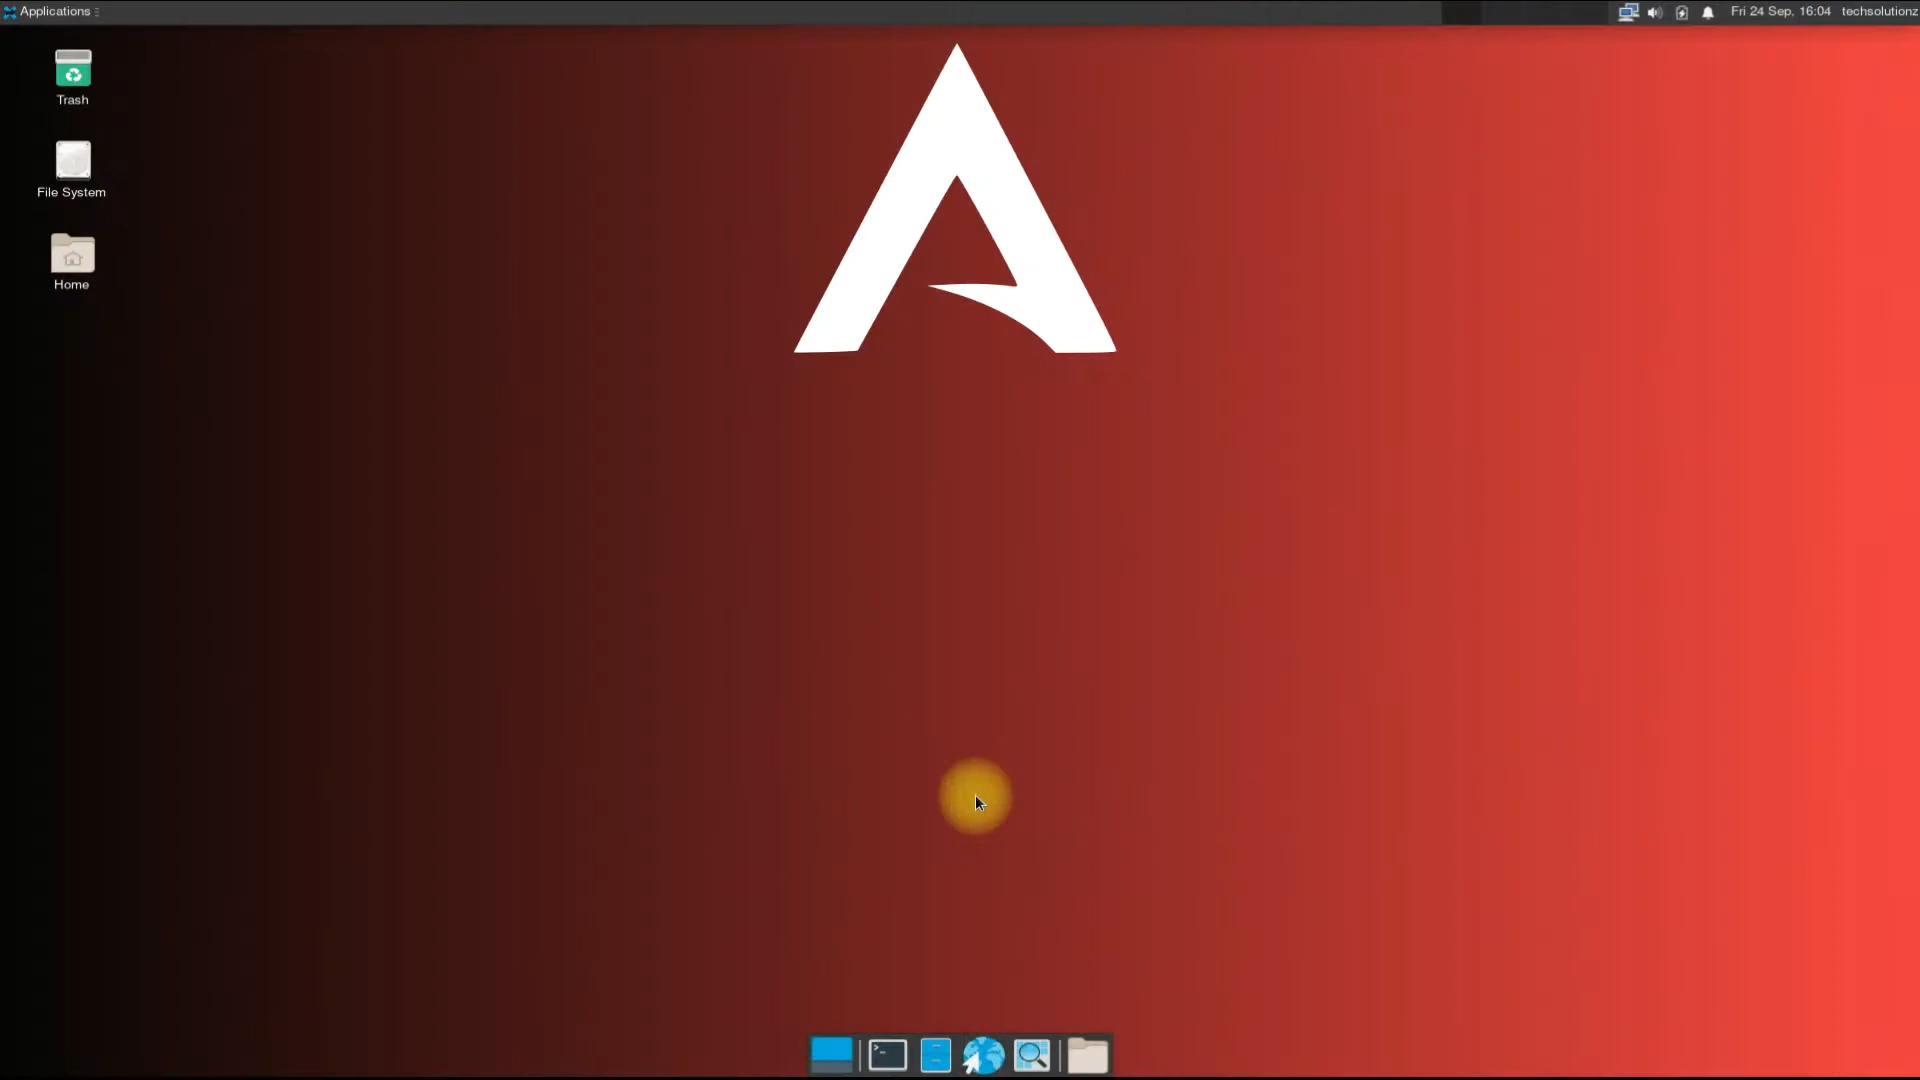 Applications
Fri 24 Sep, 16:04 techsolutionz
Trash
File System
Home